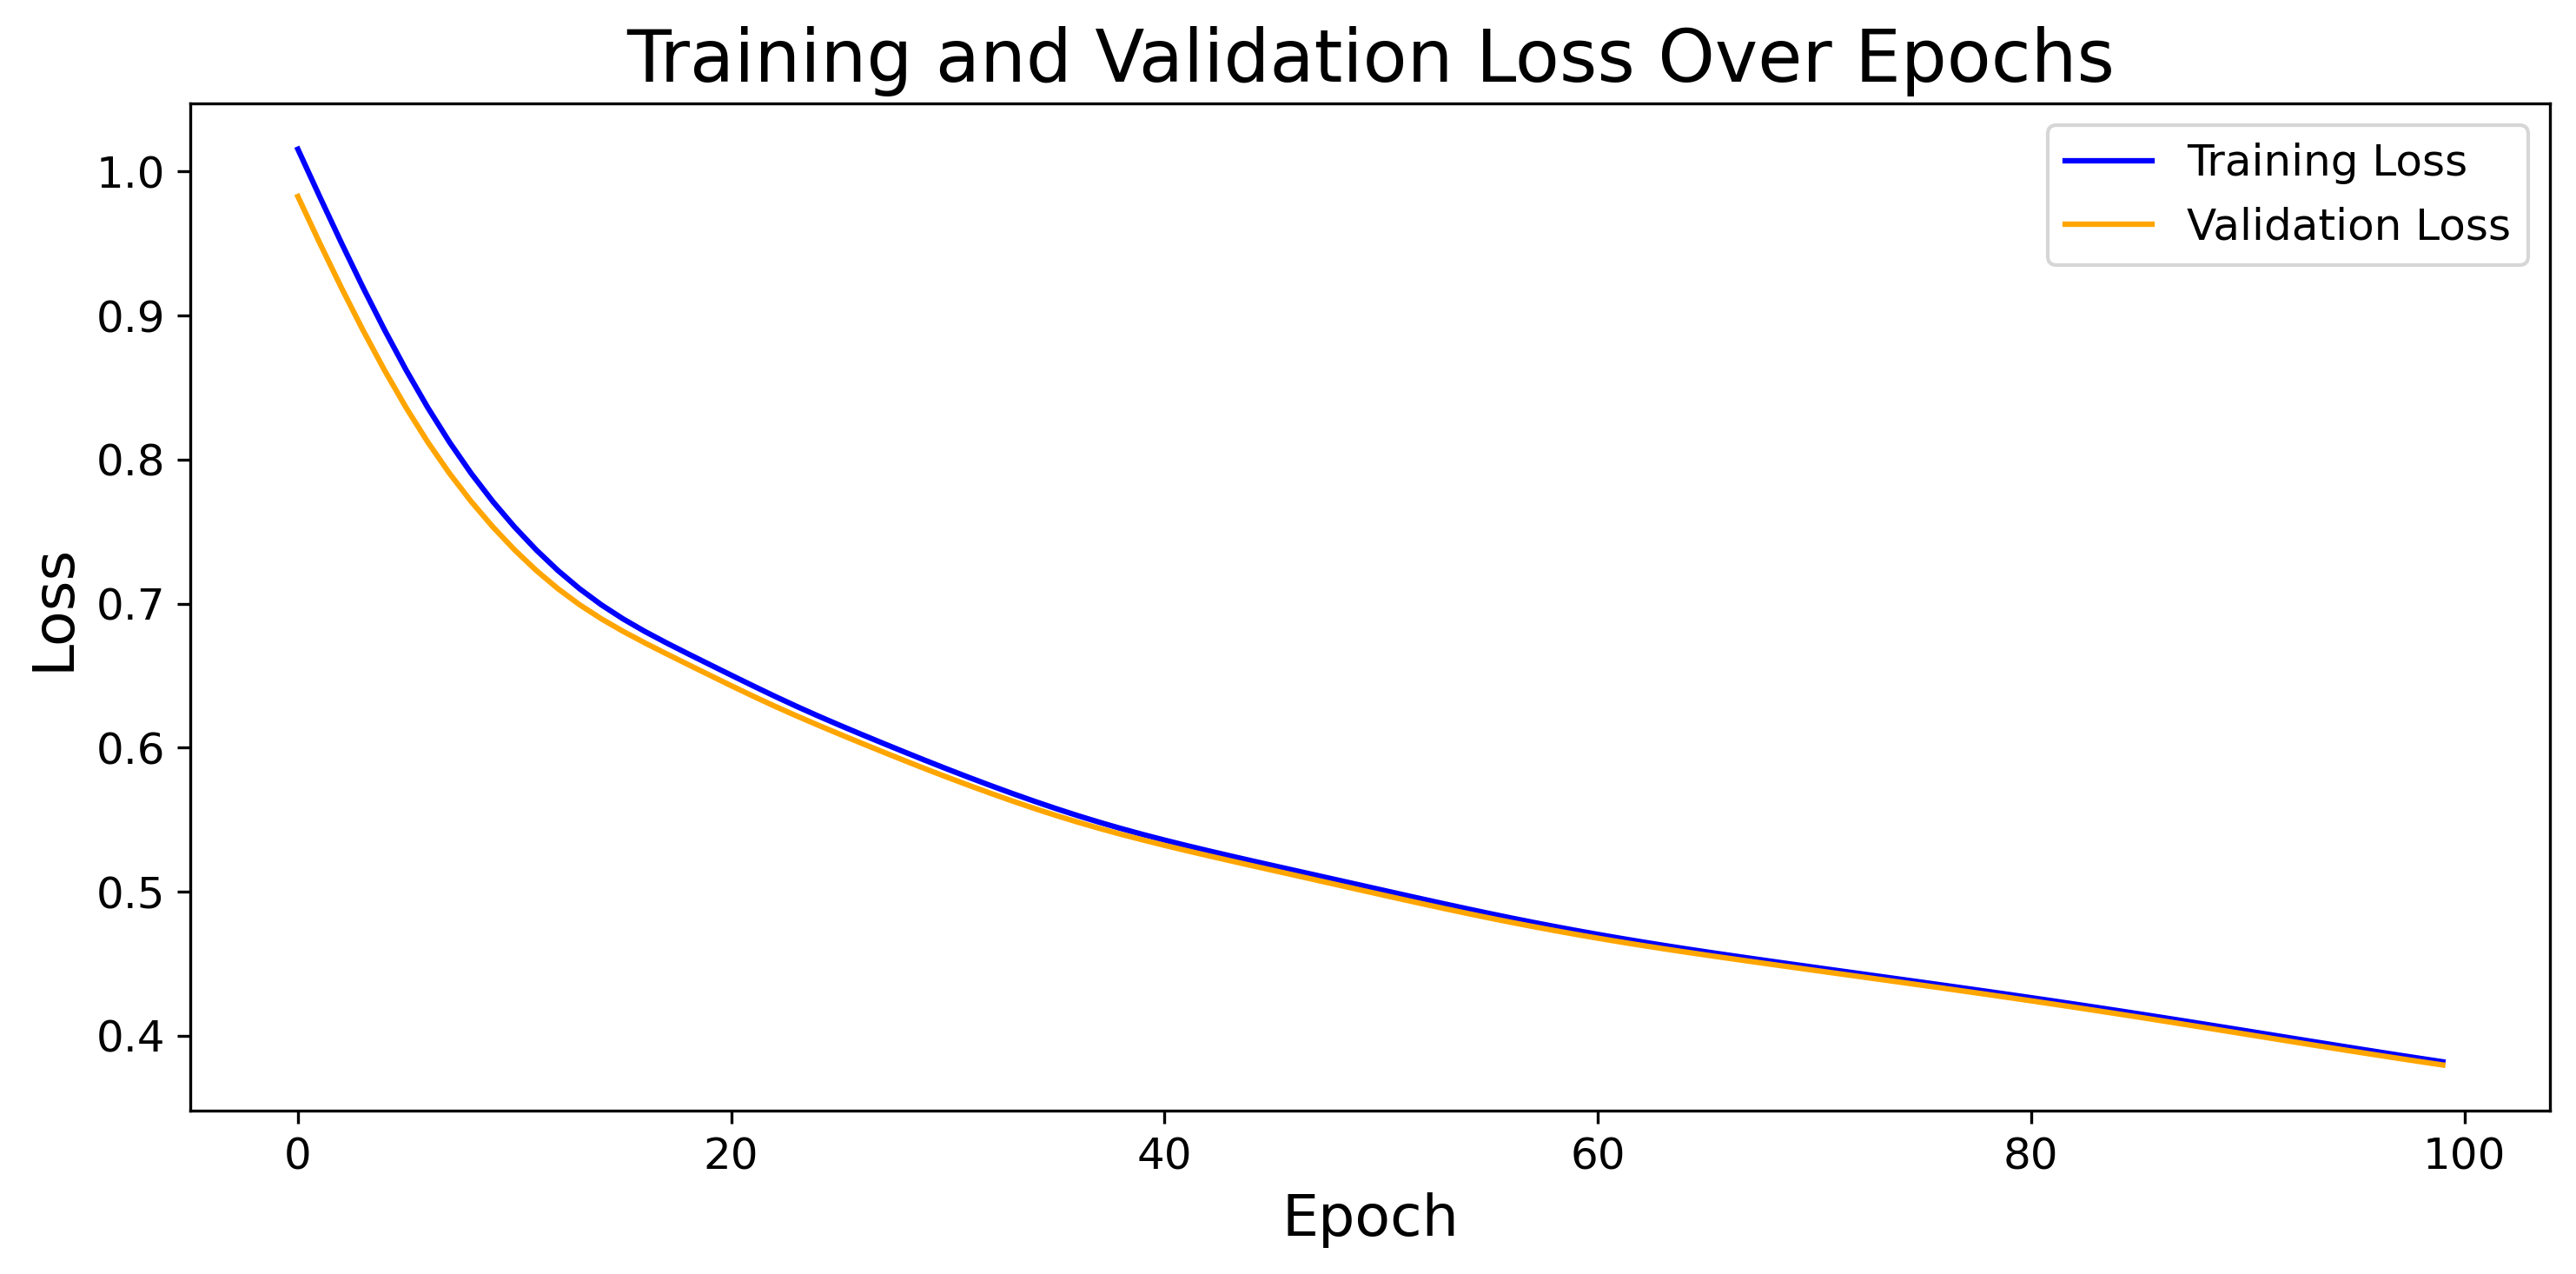 Training and Validation Loss Over Epochs
Training Loss
Validation Loss
1.0
0.9
0.8
0.7
0.6
0.5
0.4
Loss
0 20 40 60 80 100
Epoch